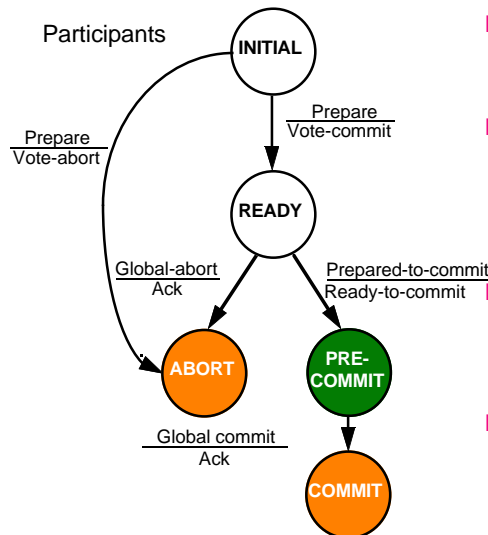 Participants
INITIAL
Prepare
Vote-commit
Prepare
Vote-abort
READY
Global-abort
Ack
Prepared-to-commit
Ready-to-commit
ABORT
PRE-
COMMIT
Global commit
Ack
COMMIT